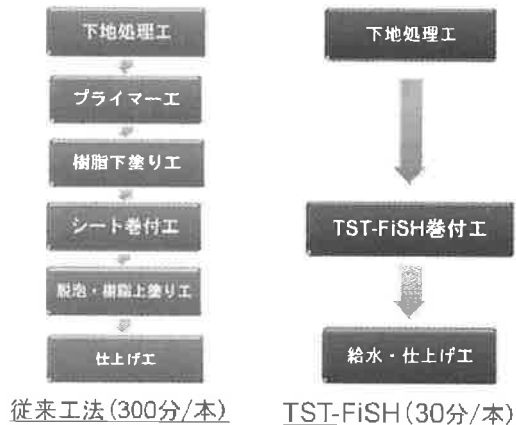 下地処理工
プライマー工
樹脂下塗り工
シート巻付工
脱泡・樹脂上塗り工
仕上げ工
従来工法(300分/本)
下地処理工
TST-FiSH巻付工
給水・仕上げ工
TST-FiSH(30分/本)